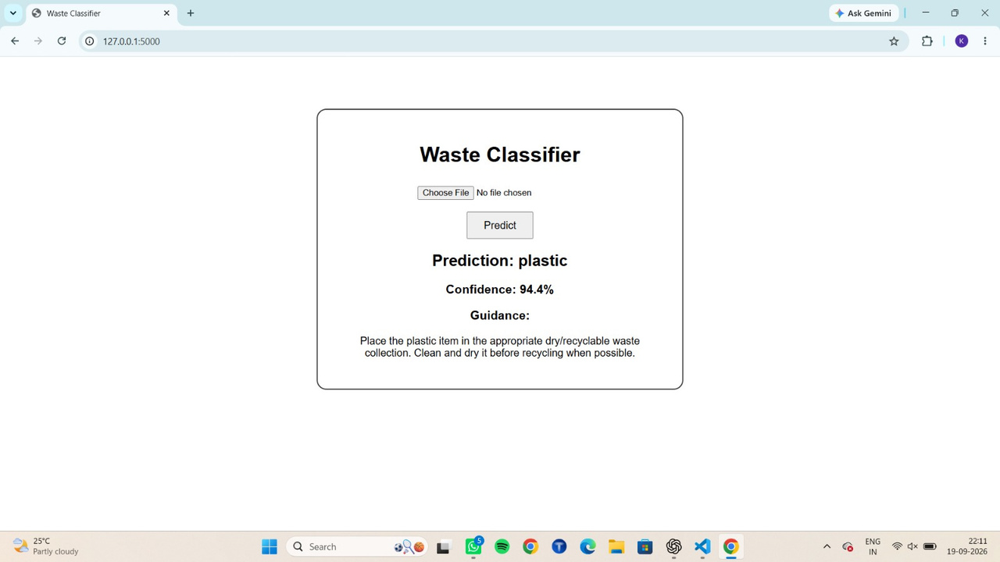 Waste Classifier
Ask Gemini
127.0.0.1:5000
K
Waste Classifier
Choose File No file chosen
Predict
Prediction: plastic
Confidence: 94.4%
Guidance:
Place the plastic item in the appropriate dry/recyclable waste
collection. Clean and dry it before recycling when possible.
25°C
Partly cloudy
Search
5
T
ENG
IN
22:11
19-09-2026